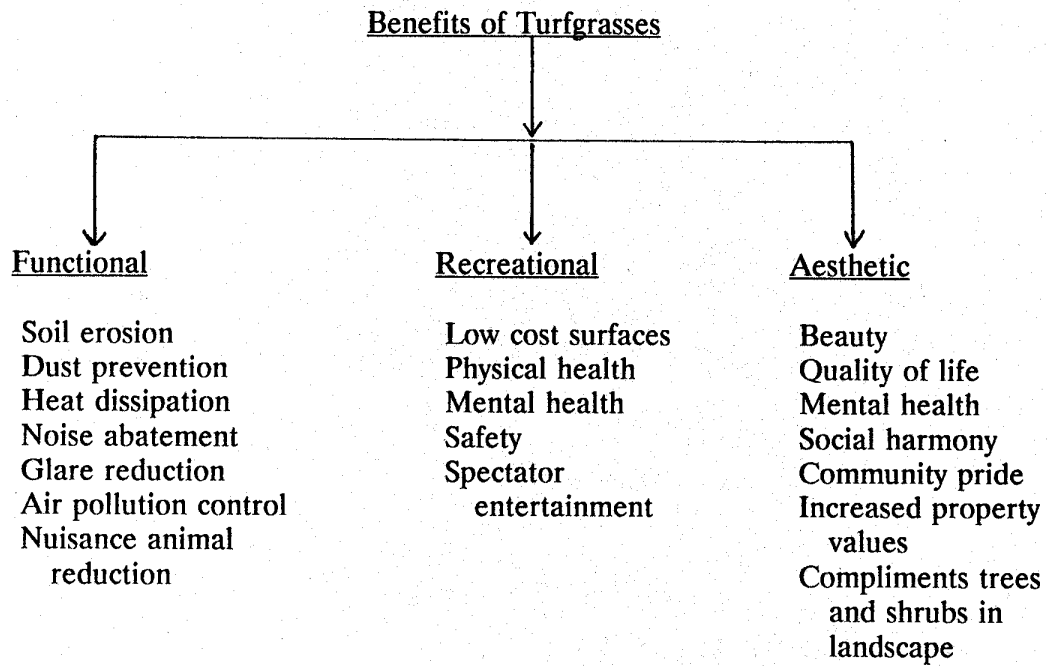 Benefits of Turfgrasses
Functional
Soil erosion
Dust prevention
Heat dissipation
Noise abatement
Glare reduction
Air pollution control
Nuisance animal
reduction
Recreational
Low cost surfaces
Physical health
Mental health
Safety
Spectator
entertainment
Aesthetic
Beauty
Quality of life
Mental health
Social harmony
Community pride
Increased property
values
Compliments trees
and shrubs in
landscape